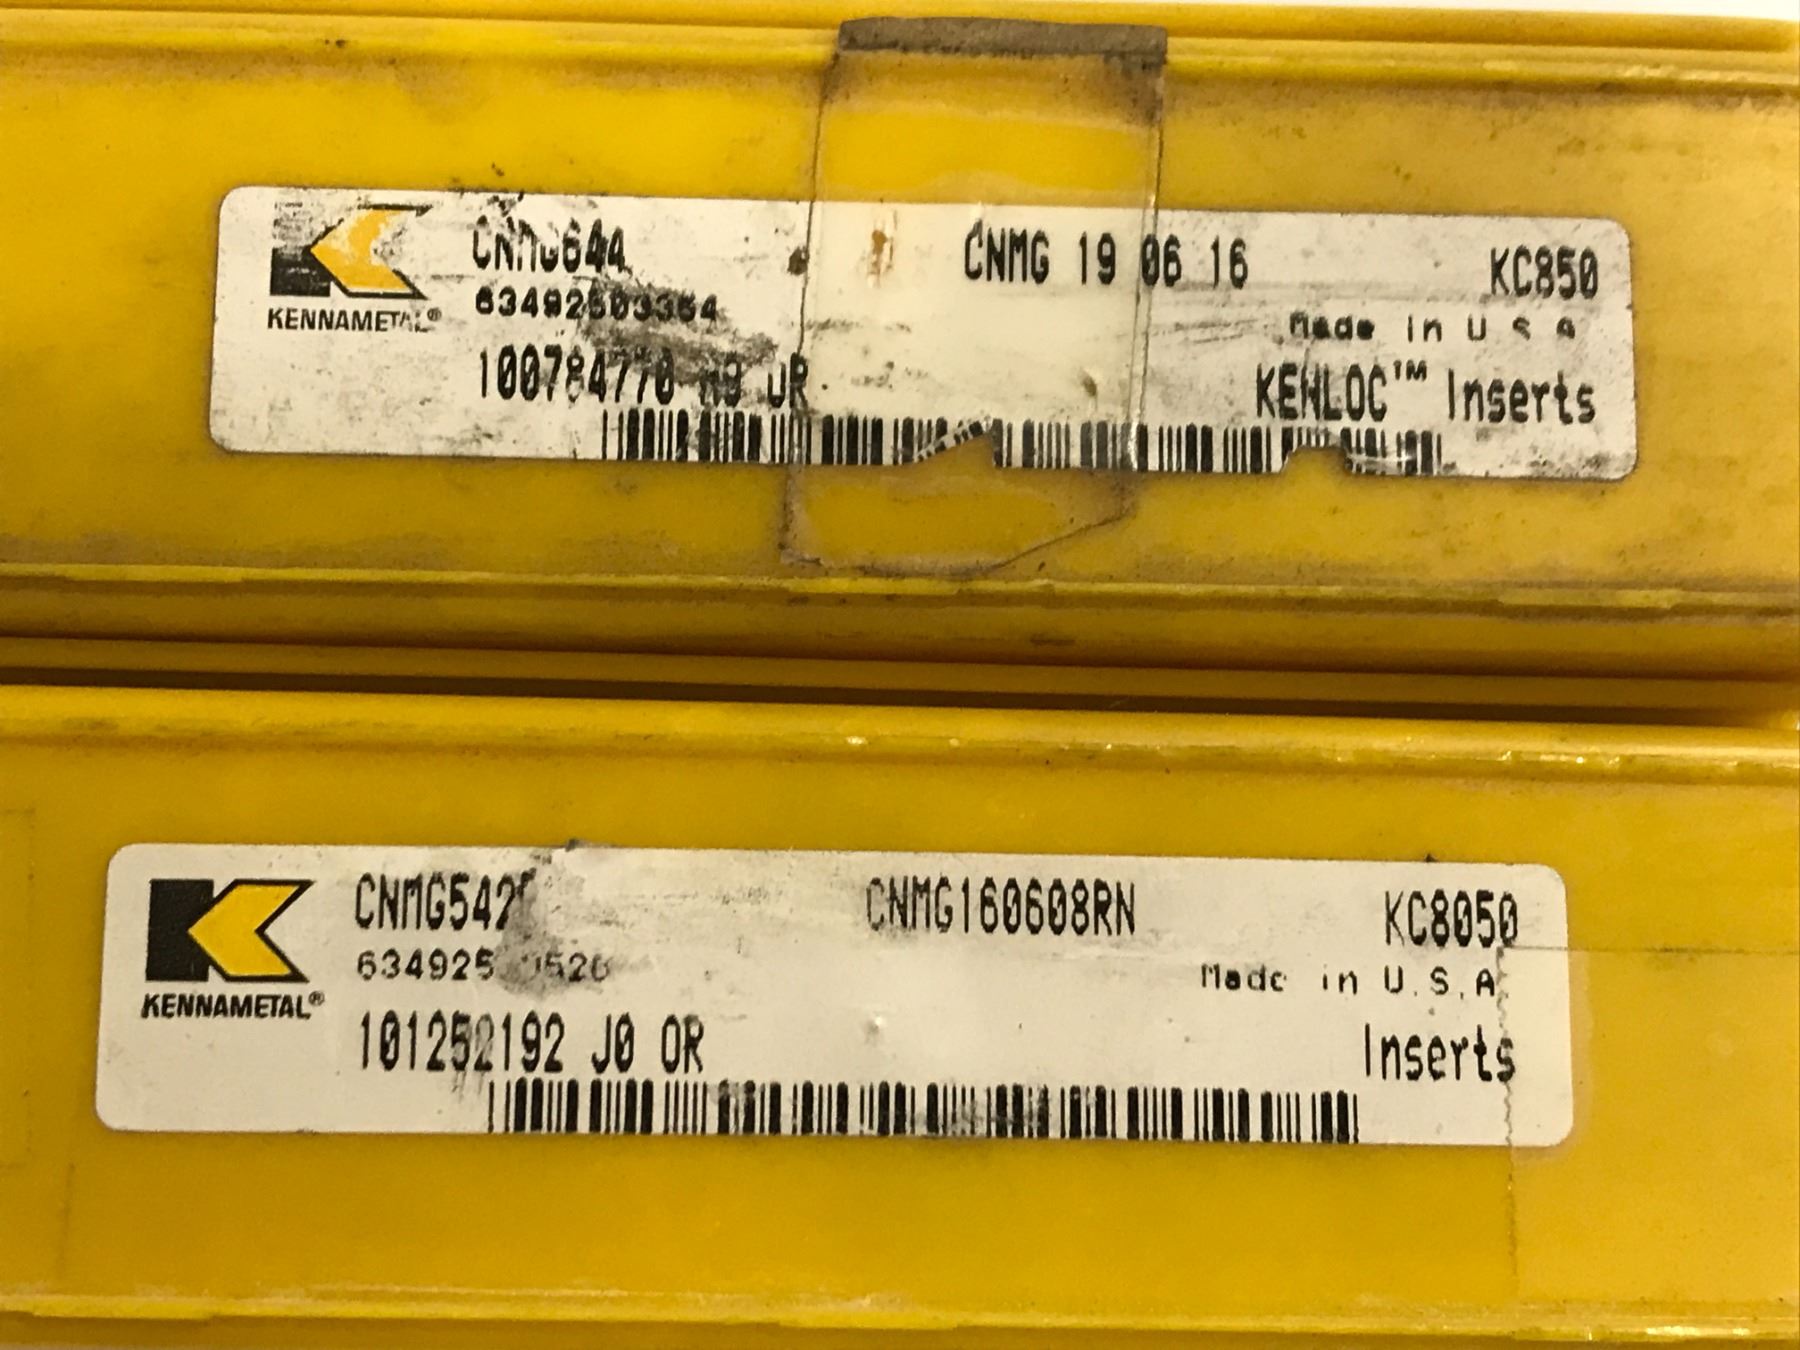 CNMG644 CNMG 19 06 16 KC850
KENNAMETAL® Made in U S A
100784770 KENLOC™ Inserts
CNMG160608RN KC8050
KENNAMETAL® Made in U.S.A.
101252192 J0 OR Inserts